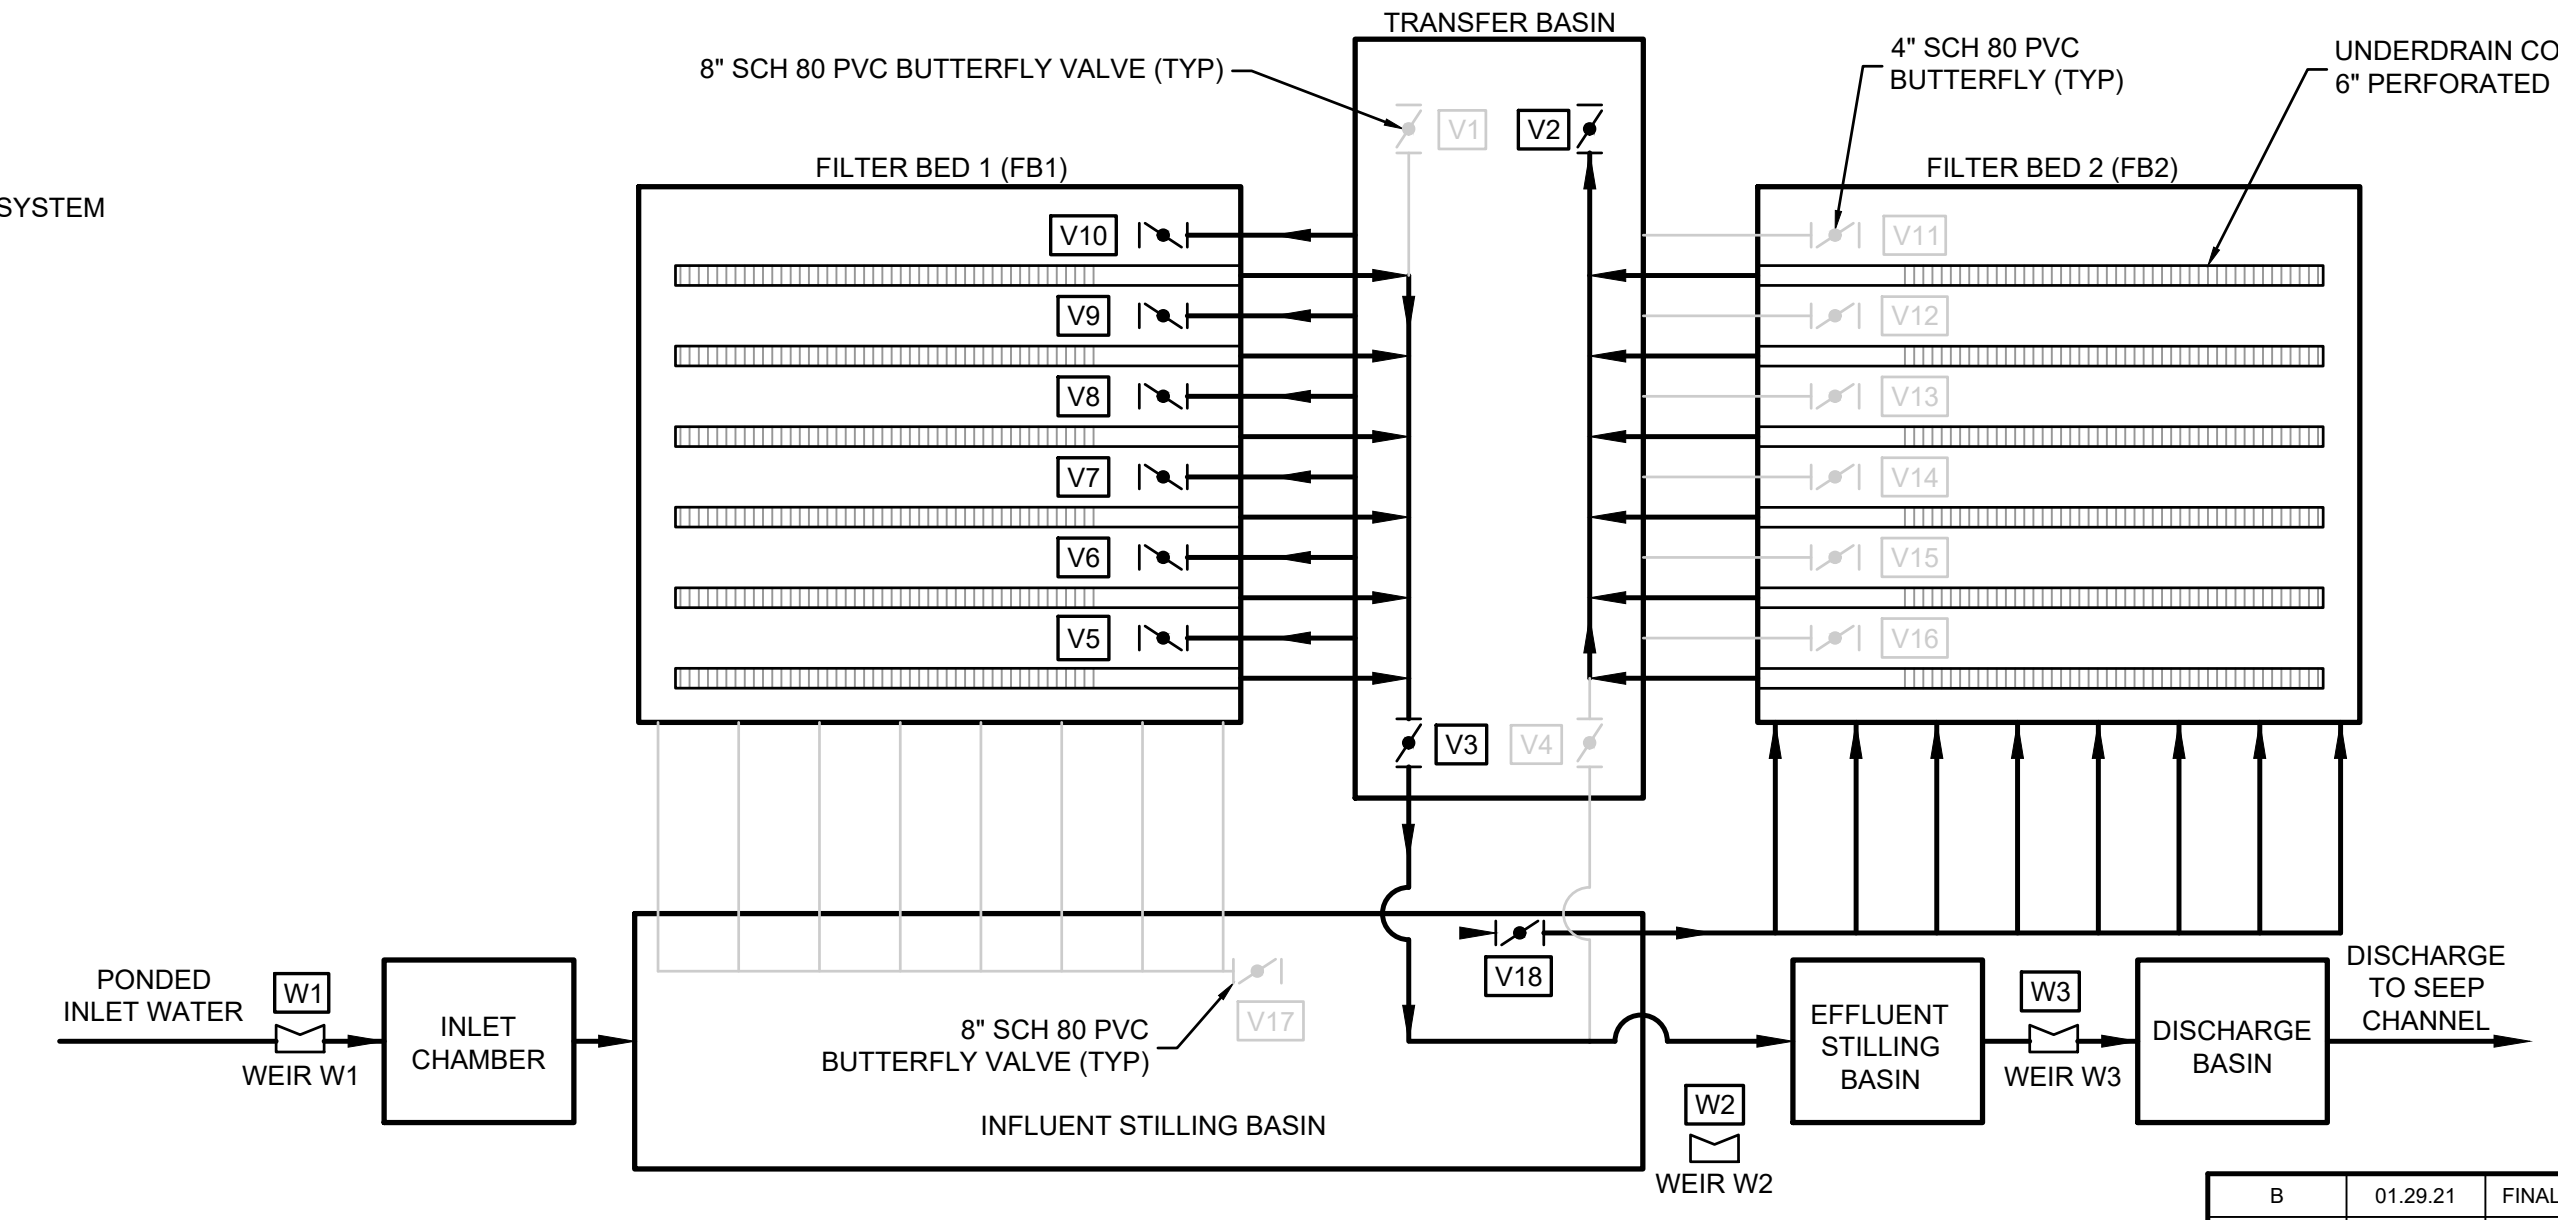 TRANSFER BASIN
8" SCH 80 PVC BUTTERFLY VALVE (TYP)
4" SCH 80 PVC
BUTTERFLY (TYP)
UNDERDRAIN CO
6" PERFORATED
V1
V2
FILTER BED 1 (FB1)
FILTER BED 2 (FB2)
SYSTEM
V10
V11
V9
V12
V8
V13
V7
V14
V6
V15
V5
V16
V3
V4
V18
V17
PONDED
INLET WATER
W1
WEIR W1
INLET
CHAMBER
8" SCH 80 PVC
BUTTERFLY VALVE (TYP)
INFLUENT STILLING BASIN
W2
WEIR W2
EFFLUENT
STILLING
BASIN
W3
WEIR W3
DISCHARGE
BASIN
DISCHARGE
TO SEEP
CHANNEL
B 01.29.21 FINAL